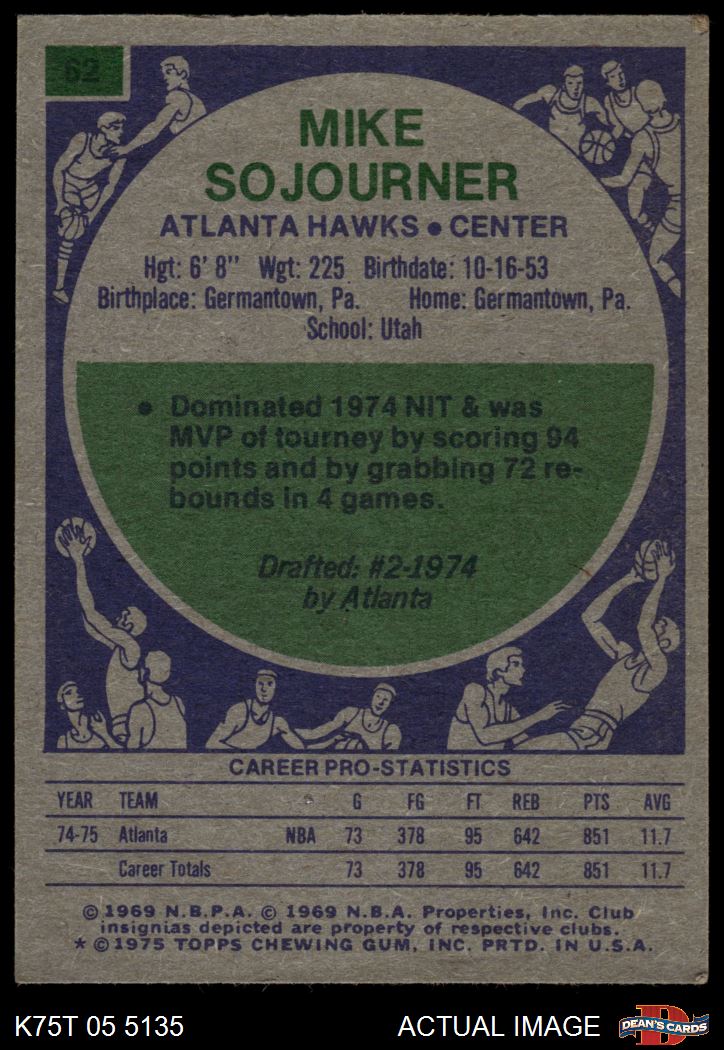 62
MIKE
SOJOURNER
ATLANTA HAWKS • CENTER
Hgt: 6' 8" Wgt: 225 Birthdate: 10-16-53
Birthplace: Germantown, Pa. Home: Germantown, Pa.
School: Utah
• Dominated 1974 NIT & was
MVP of tourney by scoring 94
points and by grabbing 72 re-
bounds in 4 games.
Drafted: #2-1974
by Atlanta
CAREER PRO-STATISTICS
YEAR TEAM G FG FT REB PTS AVG
74-75 Atlanta NBA 73 378 95 642 851 11.7
Career Totals 73 378 95 642 851 11.7
© 1969 N.B.P.A. © 1969 N.B.A. Properties, Inc. Club
insignias depicted are property of respective clubs.
* © 1975 TOPPS CHEWING GUM, INC. PRTD. IN U.S.A.
K75T 05 5135 ACTUAL IMAGE DEAN'S CARDS